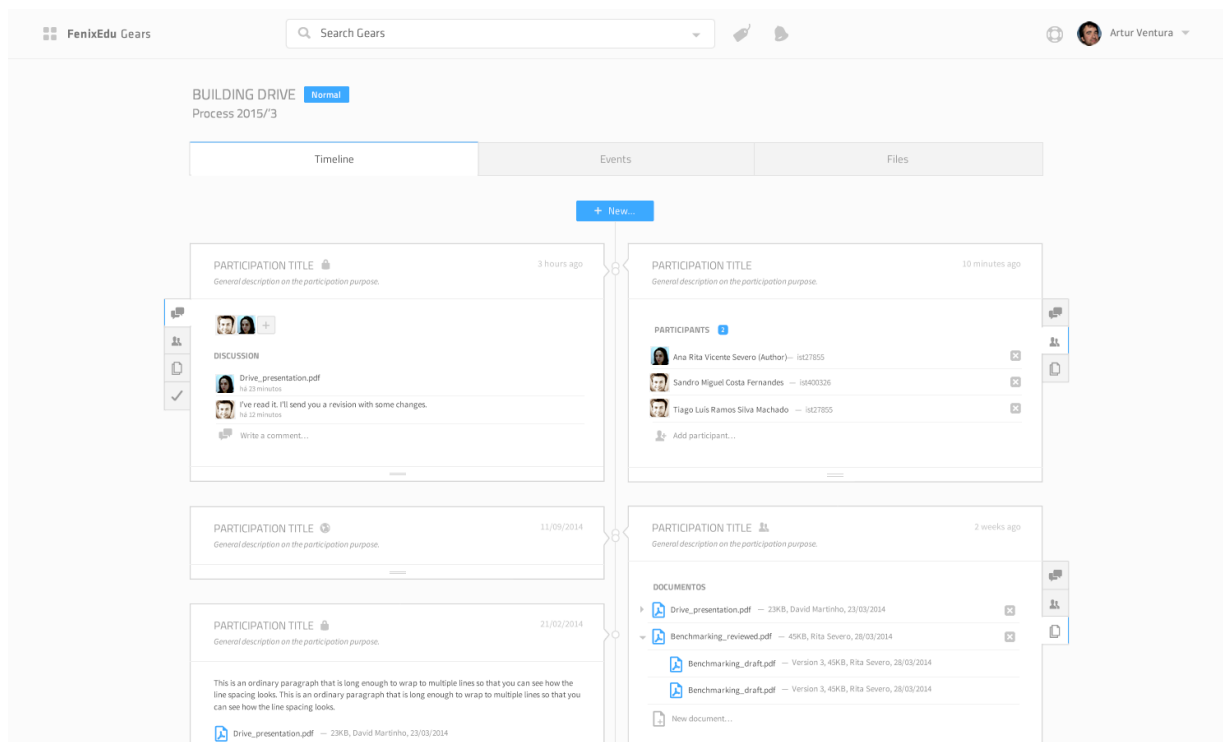 FenixEdu Gears
Search Gears
Artur Ventura
BUILDING DRIVE Normal
Process 2015/'3
Timeline
Events
Files
+ New...
PARTICIPATION TITLE
3 hours ago
General description on the participation purpose.
DISCUSSION
Drive_presentation.pdf
há 23 minutos
I've read it. I'll send you a revision with some changes.
há 12 minutos
Write a comment...
PARTICIPATION TITLE
10 minutes ago
General description on the participation purpose.
PARTICIPANTS 2
Ana Rita Vicente Severo (Author)— ist27855
Sandro Miguel Costa Fernandes — ist400326
Tiago Luis Ramos Silva Machado — ist27855
Add participant...
PARTICIPATION TITLE
11/09/2014
General description on the participation purpose.
PARTICIPATION TITLE
2 weeks ago
General description on the participation purpose.
DOCUMENTOS
Drive_presentation.pdf — 23KB, David Martinho, 23/03/2014
Benchmarking_reviewed.pdf — 45KB, Rita Severo, 28/03/2014
Benchmarking_draft.pdf — Version 3, 45KB, Rita Severo, 28/03/2014
Benchmarking_draft.pdf — Version 3, 45KB, Rita Severo, 28/03/2014
New document...
PARTICIPATION TITLE
21/02/2014
General description on the participation purpose.
This is an ordinary paragraph that is long enough to wrap to multiple lines so that you can see how the
line spacing looks. This is an ordinary paragraph that is long enough to wrap to multiple lines so that you
can see how the line spacing looks.
Drive_presentation.pdf — 23KB, David Martinho, 23/03/2014